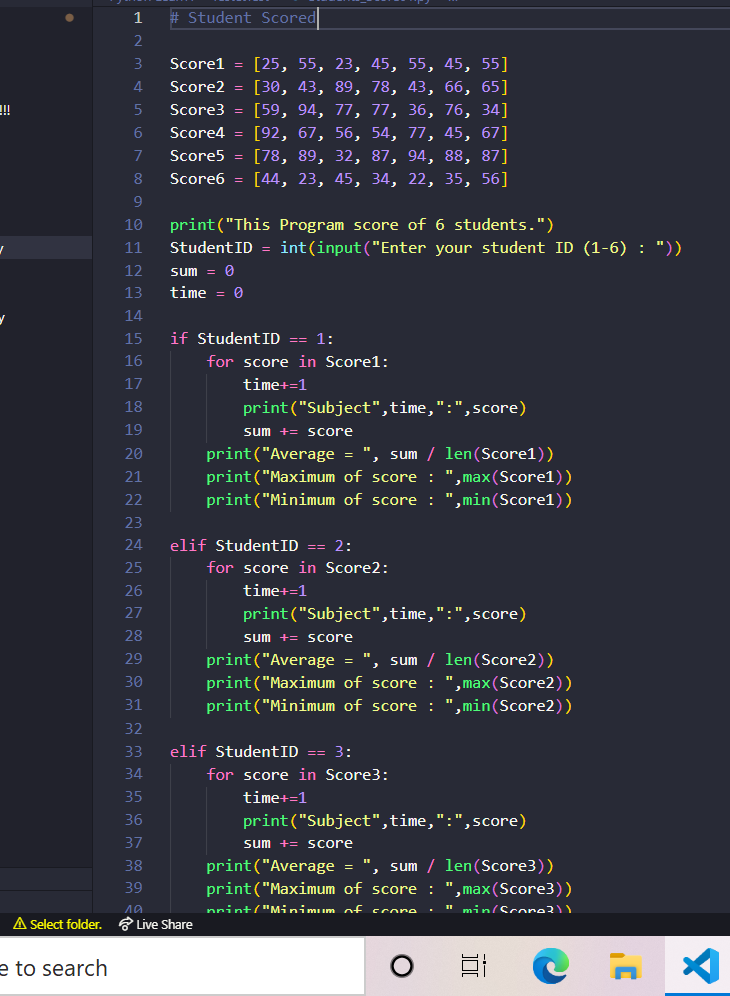 1 # Student Scored
2
3 Score1 = [25, 55, 23, 45, 55, 45, 55]
4 Score2 = [30, 43, 89, 78, 43, 66, 65]
5 Score3 = [59, 94, 77, 77, 36, 76, 34]
6 Score4 = [92, 67, 56, 54, 77, 45, 67]
7 Score5 = [78, 89, 32, 87, 94, 88, 87]
8 Score6 = [44, 23, 45, 34, 22, 35, 56]
9
10 print("This Program score of 6 students.")
11 StudentID = int(input("Enter your student ID (1-6) : "))
12 sum = 0
13 time = 0
14
15 if StudentID == 1:
16     for score in Score1:
17         time+=1
18         print("Subject",time,":",score)
19         sum += score
20     print("Average = ", sum / len(Score1))
21     print("Maximum of score : ",max(Score1))
22     print("Minimum of score : ",min(Score1))
23
24 elif StudentID == 2:
25     for score in Score2:
26         time+=1
27         print("Subject",time,":",score)
28         sum += score
29     print("Average = ", sum / len(Score2))
30     print("Maximum of score : ",max(Score2))
31     print("Minimum of score : ",min(Score2))
32
33 elif StudentID == 3:
34     for score in Score3:
35         time+=1
36         print("Subject",time,":",score)
37         sum += score
38     print("Average = ", sum / len(Score3))
39     print("Maximum of score : ",max(Score3))
40     print("Minimum of score : ",min(Score3))
!!!
y
y
Select folder. Live Share
e to search